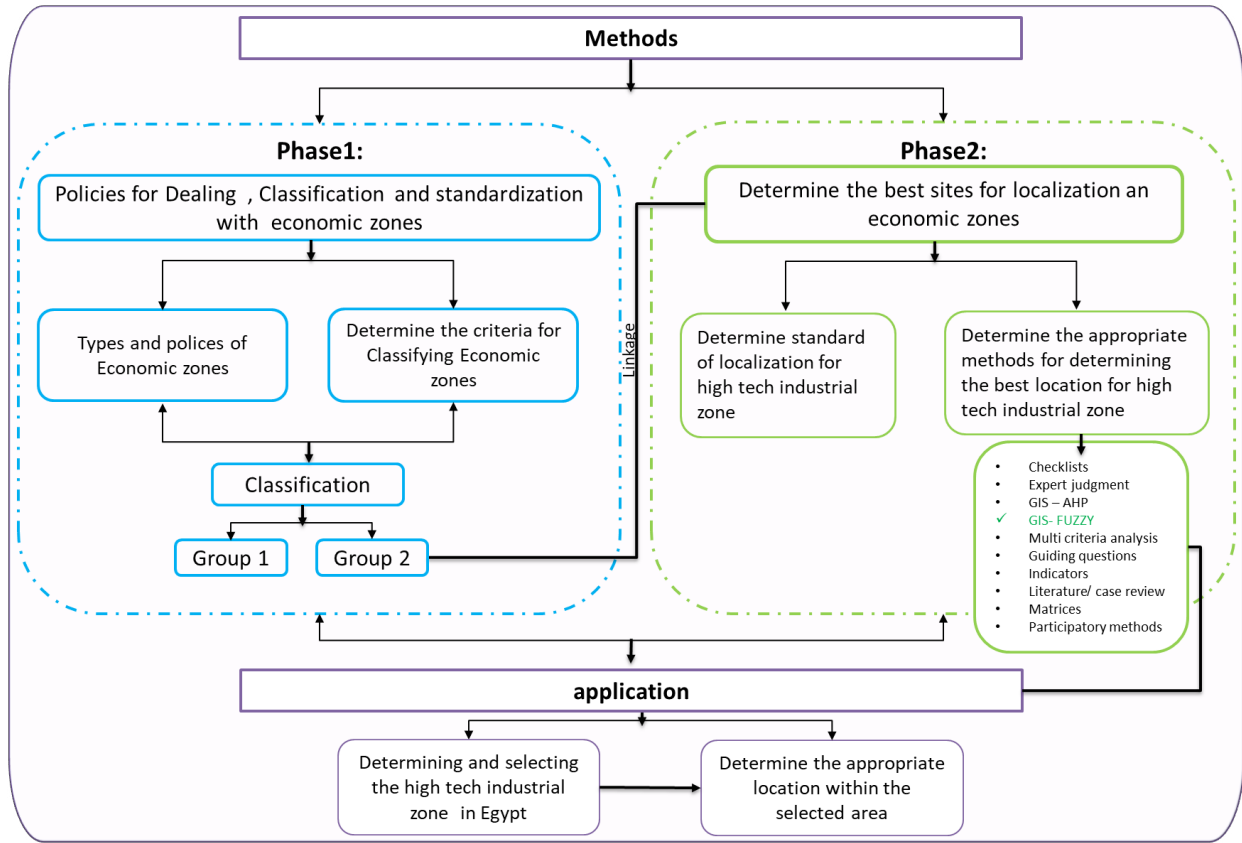 Methods
Phase1:
Policies for Dealing , Classification and standardization
with economic zones
Types and polices of
Economic zones
Determine the criteria for
Classifying Economic
zones
Classification
Group 1
Group 2
Linkage
Phase2:
Determine the best sites for localization an
economic zones
Determine standard
of localization for
high tech industrial
zone
Determine the appropriate
methods for determining
the best location for high
tech industrial zone
• Checklists
• Expert judgment
• GIS – AHP
✓ GIS- FUZZY
• Multi criteria analysis
• Guiding questions
• Indicators
• Literature/ case review
• Matrices
• Participatory methods
application
Determining and selecting
the high tech industrial
zone in Egypt
Determine the appropriate
location within the
selected area